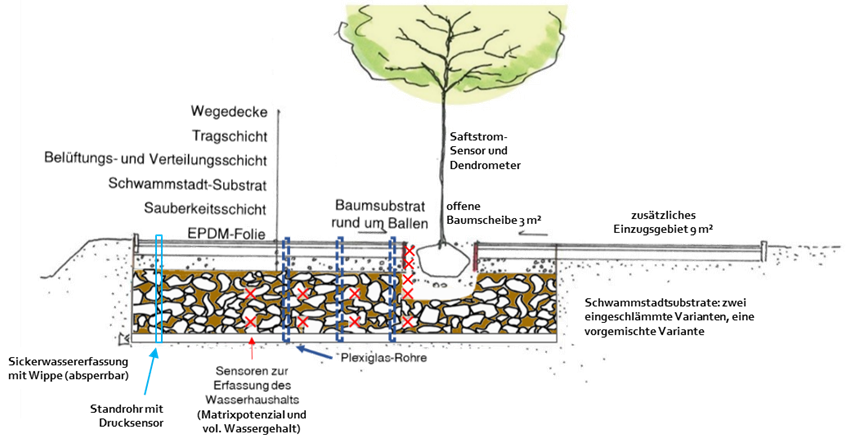 Wegedecke
Tragschicht
Belüftungs- und Verteilungsschicht
Schwammstadt-Substrat
Sauberkeitsschicht
EPDM-Folie
Baumsubstrat
rund um Ballen
Saftstrom-
Sensor und
Dendrometer
offene
Baumscheibe 3 m²
zusätzliches
Einzugsgebiet 9 m²
Schwammstadtsubstrate: zwei
eingeschlämmte Varianten, eine
vorgemischte Variante
Sickerwassererfassung
mit Wippe (absperrbar)
Standrohr mit
Drucksensor
Sensoren zur
Erfassung des
Wasserhaushalts
(Matrixpotenzial und
vol. Wassergehalt)
Plexiglas-Rohre